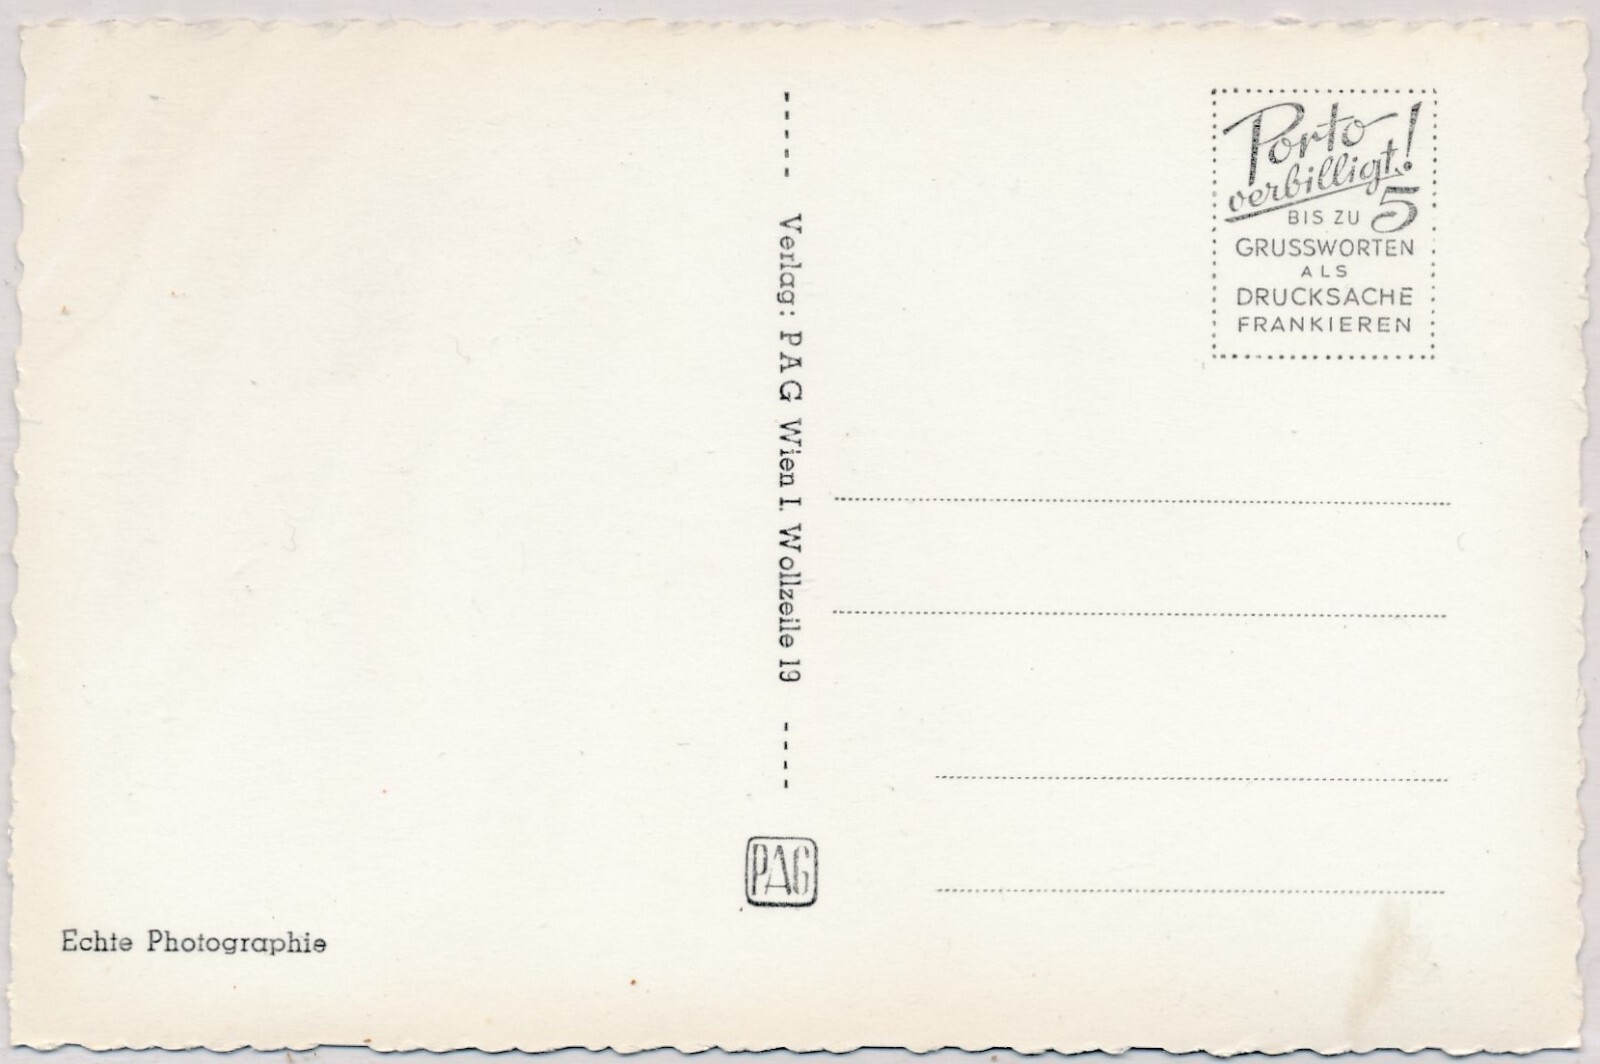 Porto
verbilligt!
BIS ZU 5
GRUSSWORTEN
ALS
DRUCKSACHE
FRANKIEREN
Verlag: PAG Wien I. Wollzeile 19
PAG
Echte Photographie